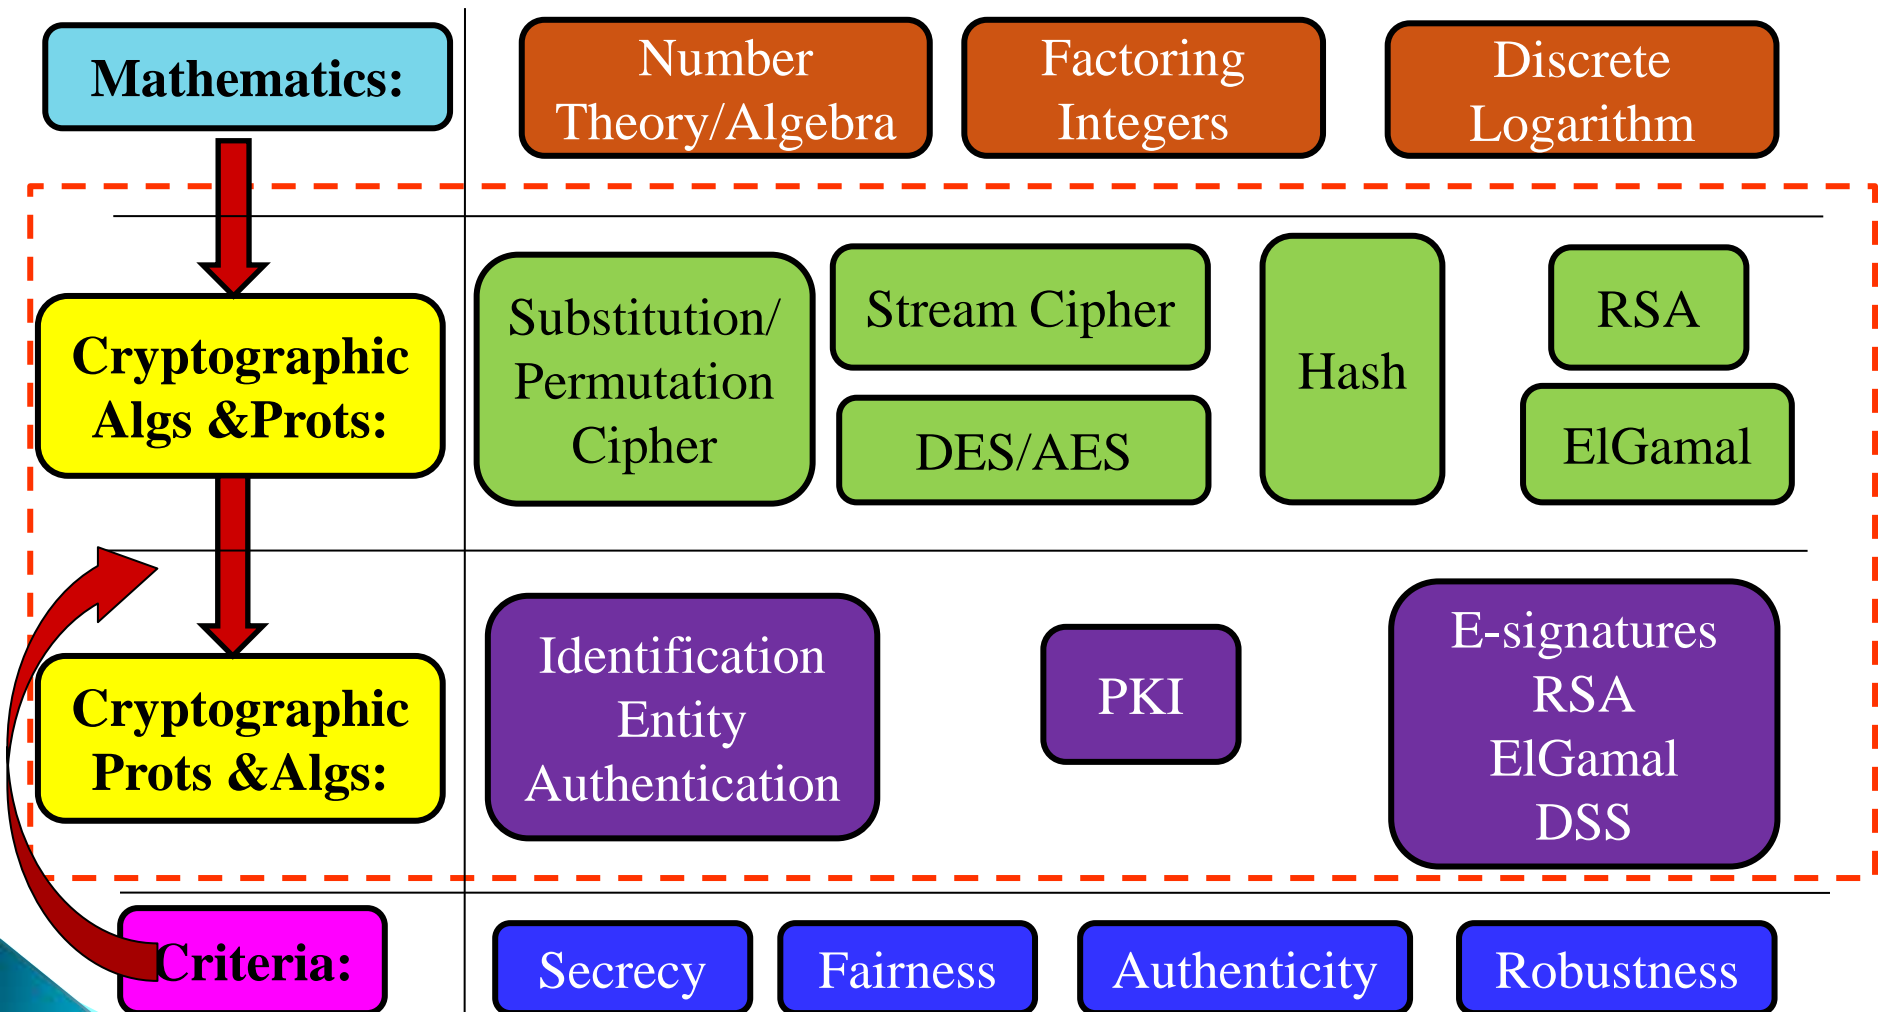 Mathematics:
Number
Theory/Algebra
Factoring
Integers
Discrete
Logarithm
Cryptographic
Algs &Prots:
Substitution/
Permutation
Cipher
Stream Cipher
DES/AES
Hash
RSA
ElGamal
Cryptographic
Prots &Algs:
Identification
Entity
Authentication
PKI
E-signatures
RSA
ElGamal
DSS
Criteria:
Secrecy
Fairness
Authenticity
Robustness